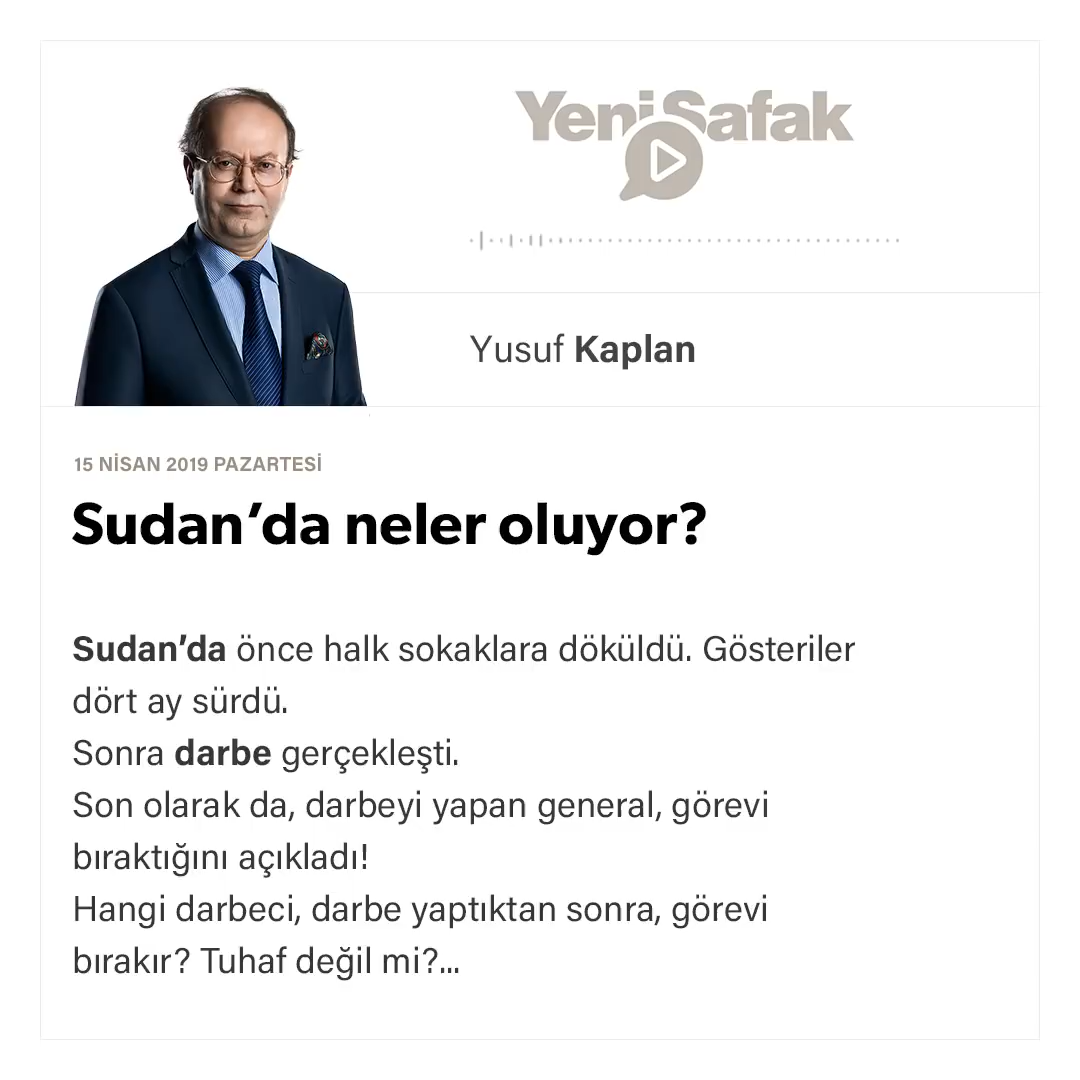 YeniSafak
Yusuf Kaplan
15 NİSAN 2019 PAZARTESİ
Sudan’da neler oluyor?
Sudan’da önce halk sokaklara döküldü. Gösteriler
dört ay sürdü.
Sonra darbe gerçekleşti.
Son olarak da, darbeyi yapan general, görevi
bıraktığını açıkladı!
Hangi darbeci, darbe yaptıktan sonra, görevi
bırakır? Tuhaf değil mi?...